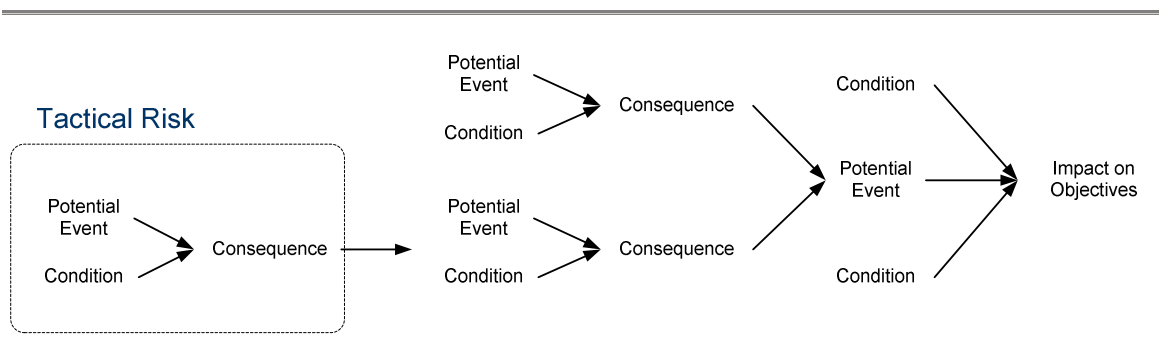 Tactical Risk
Potential
Event
Condition
Consequence
Potential
Event
Condition
Consequence
Potential
Event
Condition
Consequence
Condition
Potential
Event
Condition
Impact on
Objectives